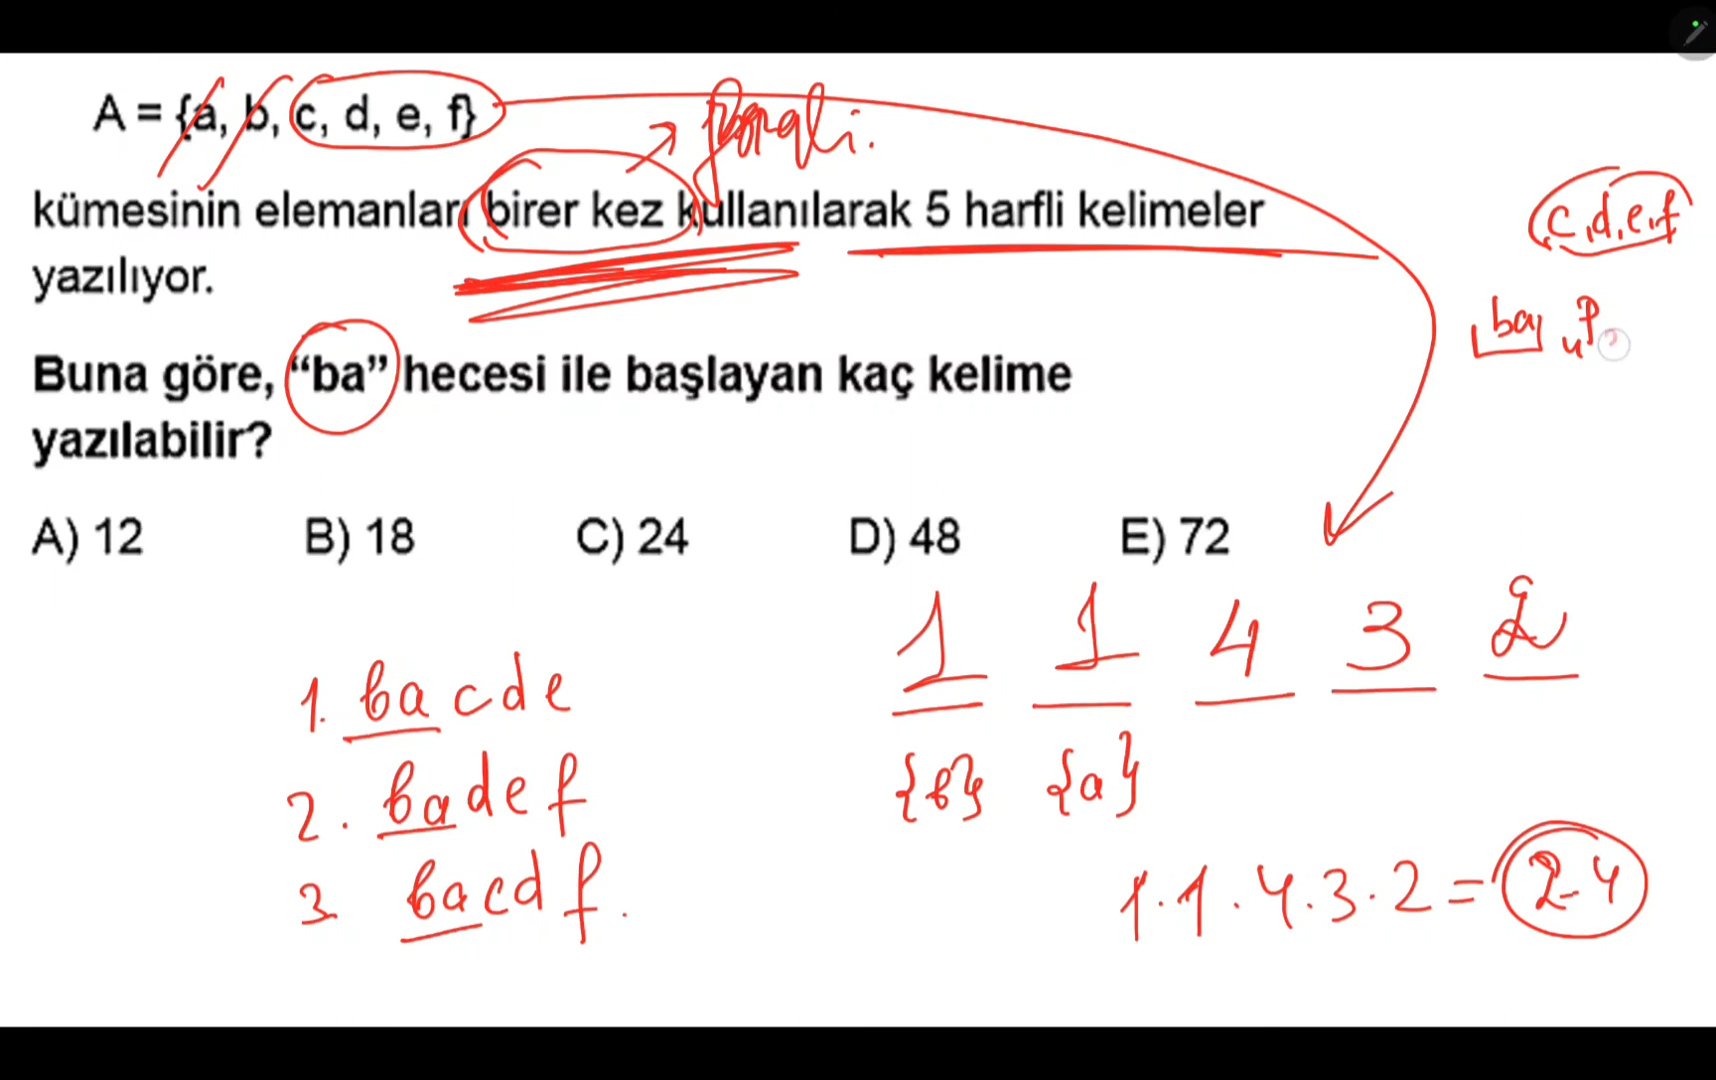 A = {a, b, c, d, e, f}
kümesinin elemanları birer kez kullanılarak 5 harfli kelimeler
yazılıyor.
c, d, e, f
ba
Buna göre, “ba” hecesi ile başlayan kaç kelime
yazılabilir?
A) 12 B) 18 C) 24 D) 48 E) 72
1 1 4 3 2
{b} {a}
1. bacde
2. badef
3. bacdf.
1.1.4.3.2=24